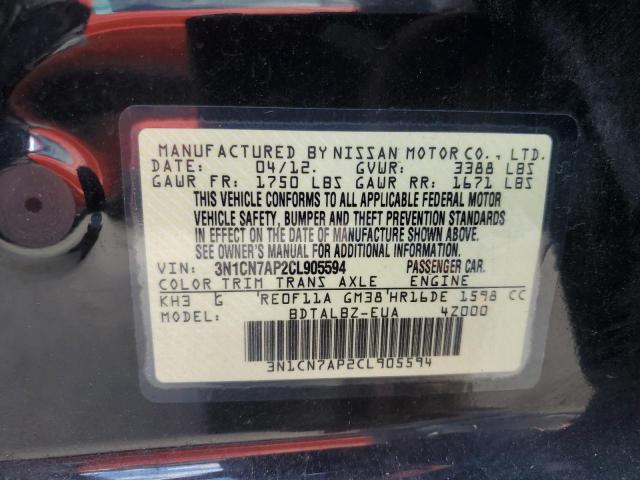 MANUFACTURED BY NISSAN MOTOR CO., LTD.
DATE: 04/12. GVWR: 3388 LBS
GAWR FR: 1750 LBS GAWR RR: 1671 LBS
THIS VEHICLE CONFORMS TO ALL APPLICABLE FEDERAL MOTOR
VEHICLE SAFETY, BUMPER AND THEFT PREVENTION STANDARDS
IN EFFECT ON THE DATE OF MANUFACTURE SHOWN ABOVE.
SEE OWNER'S MANUAL FOR ADDITIONAL INFORMATION.
VIN: 3N1CN7AP2CL905594 PASSENGER CAR.
COLOR TRIM TRANS AXLE ENGINE
KH3 G RE0F11A GM38 HR16DE 1598 CC
MODEL: BDTALBZ-EUA 4Z000
3N1CN7AP2CL905594